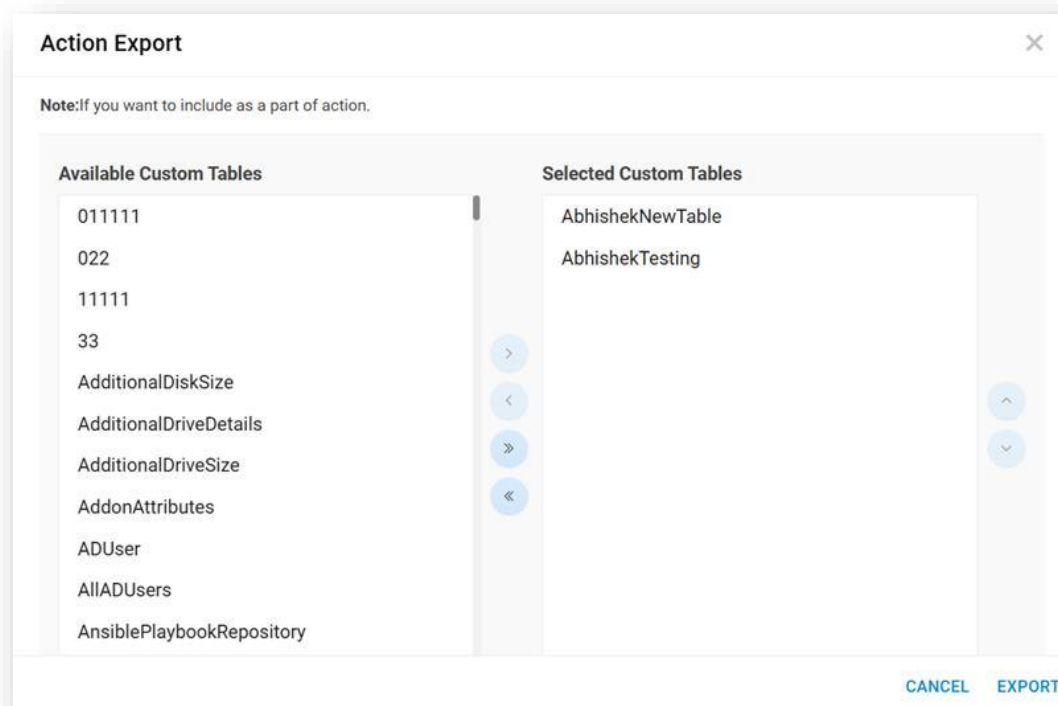 Action Export
Note:If you want to include as a part of action.
Available Custom Tables
011111
022
11111
33
AdditionalDiskSize
AdditionalDriveDetails
AdditionalDriveSize
AddonAttributes
ADUser
AllADUsers
AnsiblePlaybookRepository
Selected Custom Tables
AbhishekNewTable
AbhishekTesting
CANCEL
EXPORT